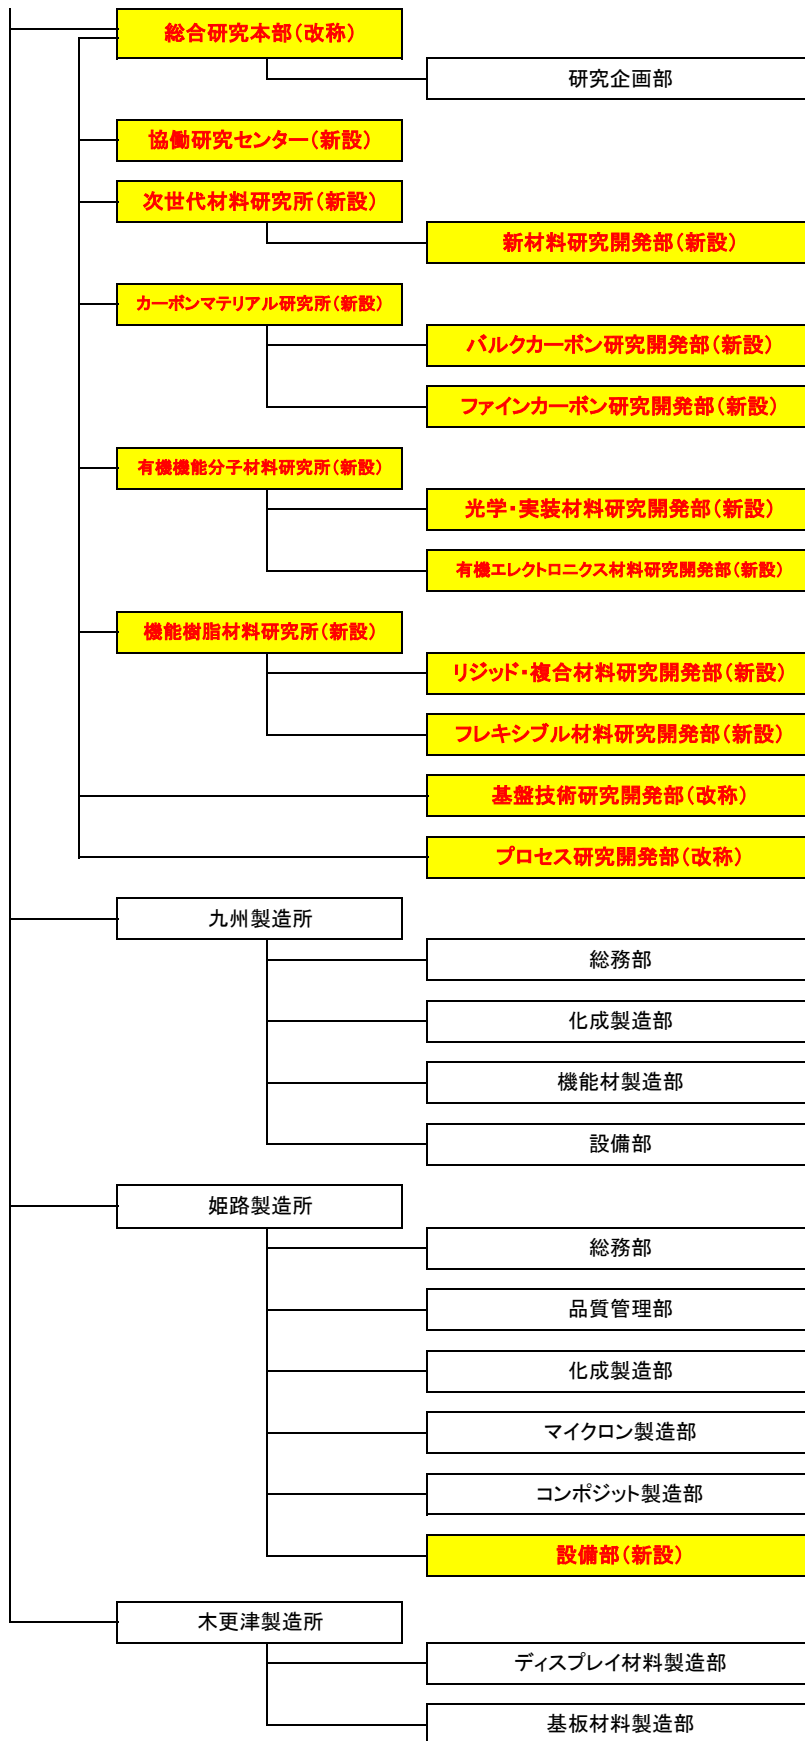 総合研究本部(改称)
研究企画部
協働研究センター(新設)
次世代材料研究所(新設)
新材料研究開発部(新設)
カーボンマテリアル研究所(新設)
バルクカーボン研究開発部(新設)
ファインカーボン研究開発部(新設)
有機機能分子材料研究所(新設)
光学・実装材料研究開発部(新設)
有機エレクトロニクス材料研究開発部(新設)
機能樹脂材料研究所(新設)
リジッド・複合材料研究開発部(新設)
フレキシブル材料研究開発部(新設)
基盤技術研究開発部(改称)
プロセス研究開発部(改称)
九州製造所
総務部
化成製造部
機能材製造部
設備部
姫路製造所
総務部
品質管理部
化成製造部
マイクロン製造部
コンポジット製造部
設備部(新設)
木更津製造所
ディスプレイ材料製造部
基板材料製造部